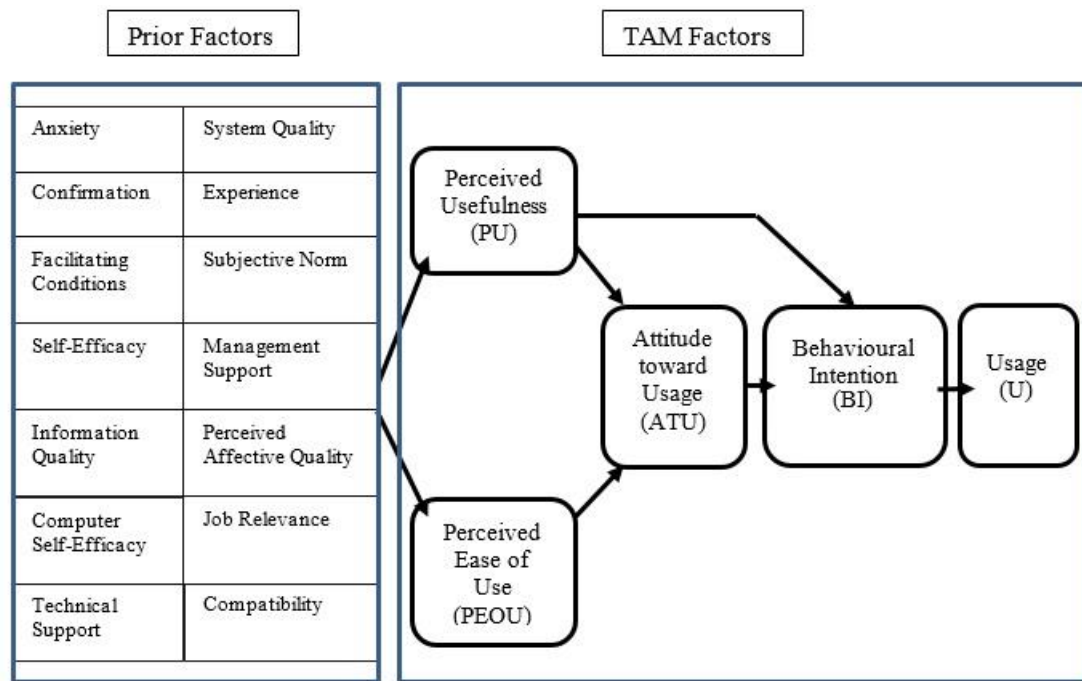 Prior Factors
TAM Factors
Anxiety
System Quality
Confirmation
Experience
Facilitating
Conditions
Subjective Norm
Self-Efficacy
Management
Support
Information
Quality
Perceived
Affective Quality
Computer
Self-Efficacy
Job Relevance
Technical
Support
Compatibility
Perceived
Usefulness
(PU)
Perceived
Ease of
Use
(PEOU)
Attitude
toward
Usage
(ATU)
Behavioural
Intention
(BI)
Usage
(U)